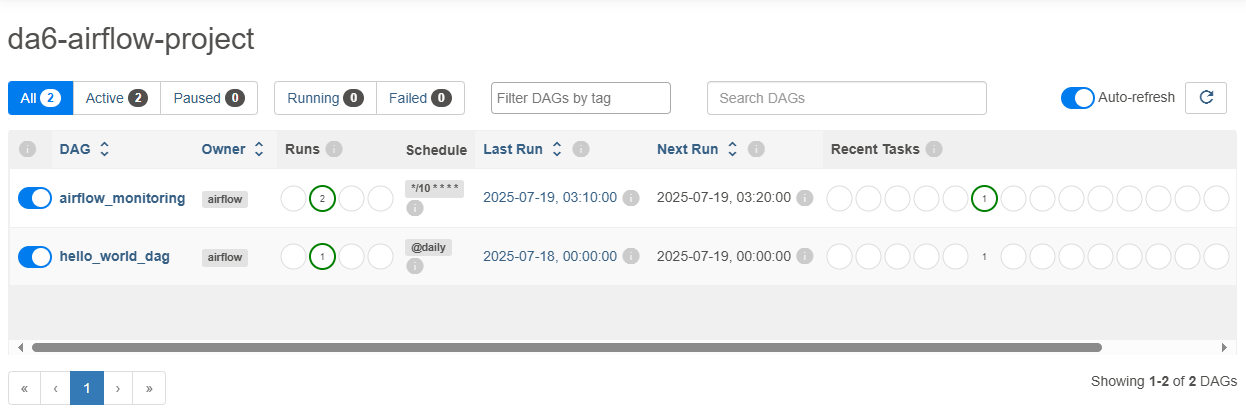 da6-airflow-project
All 2 Active 2 Paused 0 Running 0 Failed 0 Filter DAGs by tag Search DAGs Auto-refresh
i DAG Owner Runs i Schedule Last Run i Next Run i Recent Tasks i
airflow_monitoring airflow 2 */10 * * * * i 2025-07-19, 03:10:00 i 2025-07-19, 03:20:00 i 1
hello_world_dag airflow 1 @daily i 2025-07-18, 00:00:00 i 2025-07-19, 00:00:00 i 1
« ‹ 1 › » Showing 1-2 of 2 DAGs